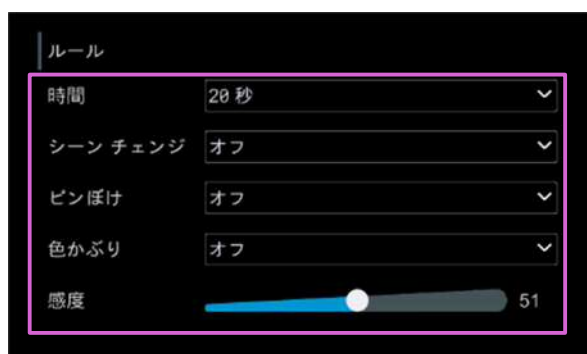 ルール
時間 20 秒
シーン チェンジ オフ
ピンぼけ オフ
色かぶり オフ
感度 51